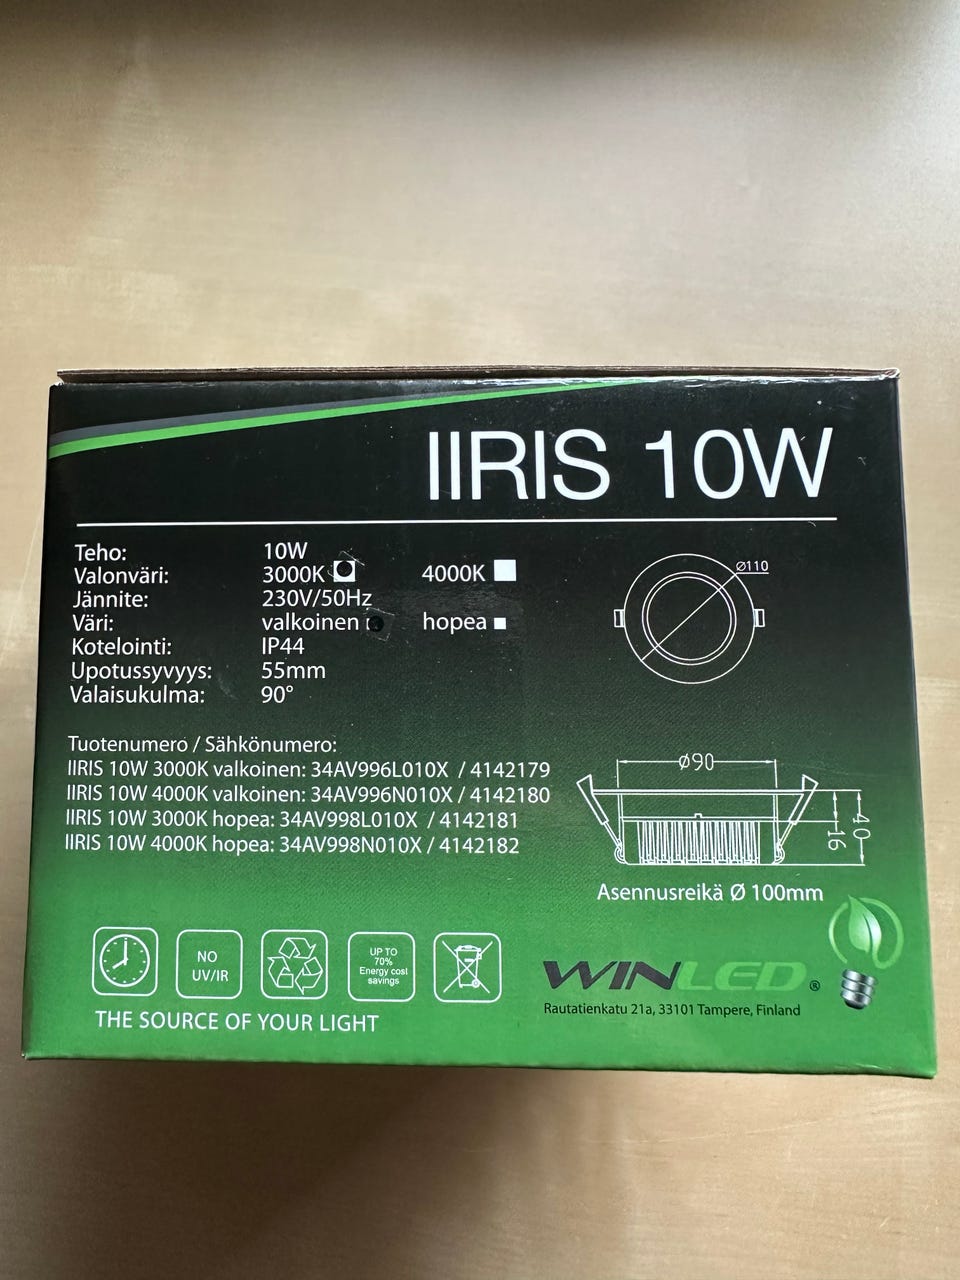 IIRIS 10W
Teho: 10W
Valonväri: 3000K 4000K
Jännite: 230V/50Hz
Väri: valkoinen hopea
Kotelointi: IP44
Upotussyvyys: 55mm
Valaisukulma: 90°
Ø110
Tuotenumero / Sähkönumero:
IIRIS 10W 3000K valkoinen: 34AV996L010X / 4142179
IIRIS 10W 4000K valkoinen: 34AV996N010X / 4142180
IIRIS 10W 3000K hopea: 34AV998L010X / 4142181
IIRIS 10W 4000K hopea: 34AV998N010X / 4142182
Ø90
16
40
Asennusreikä Ø 100mm
NO
UV/IR
UP TO
70%
Energy cost
savings
THE SOURCE OF YOUR LIGHT
WINLED ®
Rautatienkatu 21a, 33101 Tampere, Finland